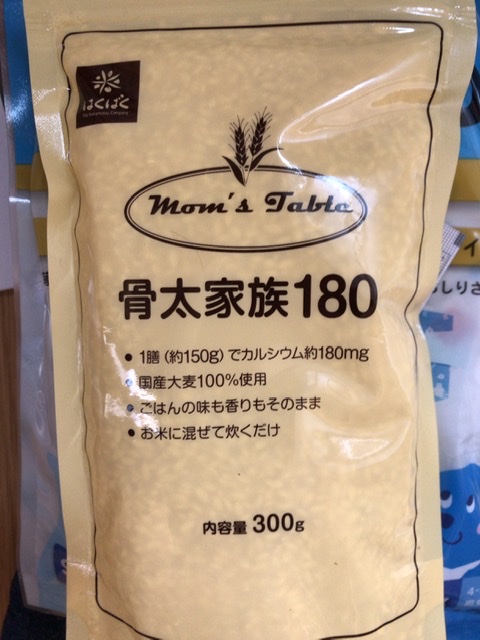 はくばく
Mom's Table
骨太家族180
● 1膳(約150g)でカルシウム約180mg
● 国産大麦100%使用
● ごはんの味も香りもそのまま
● お米に混ぜて炊くだけ
内容量 300g